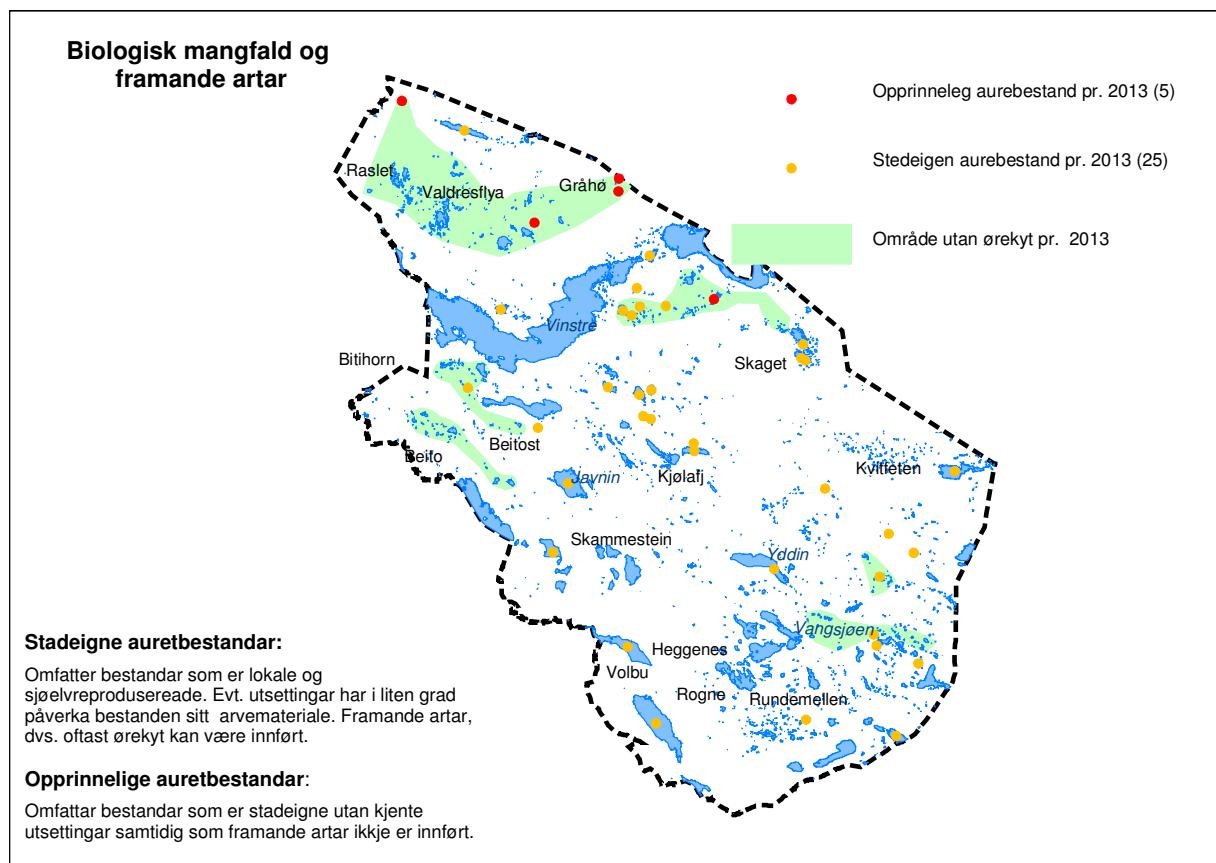 Biologisk mangfald og
framande artar
Opprinneleg aurebestand pr. 2013 (5)
Stedeigen aurebestand pr. 2013 (25)
Område utan ørekyt pr. 2013
Raslet
Valdresflya
Gråhø
Vinstre
Bitihorn
Skaget
Beitost
Beito
Javnin
Kjølafj
Kvitfeten
Skammestein
Yddin
Vangsjøen
Heggenes
Volbu
Rogne
Rundemellen
Stadeigne auretbestandar:
Omfatter bestandar som er lokale og
sjøelvreprodusereade. Evt. utsettingar har i liten grad
påverka bestanden sitt arvemateriale. Framande artar,
dvs. oftast ørekyt kan være innført.
Opprinnelige auretbestandar:
Omfattar bestandar som er stadeigne utan kjente
utsettingar samtidig som framande artar ikkje er innført.